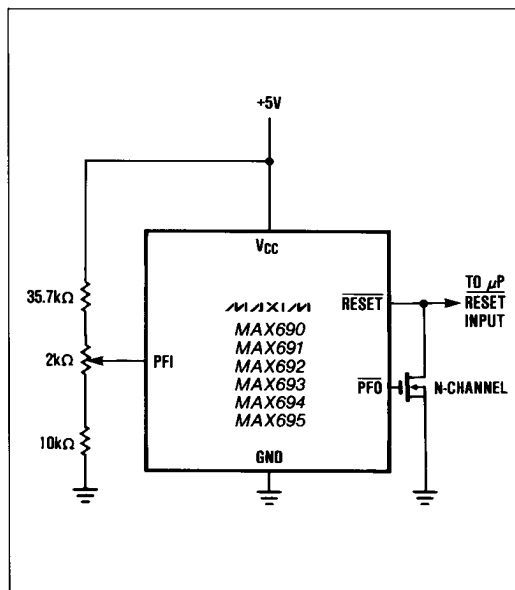 +5V
VCC
35.7kΩ
2kΩ
10kΩ
PFI
MAXIM
MAX690
MAX691
MAX692
MAX693
MAX694
MAX695
GND
RESET
PFO
TO μP
RESET
INPUT
N-CHANNEL